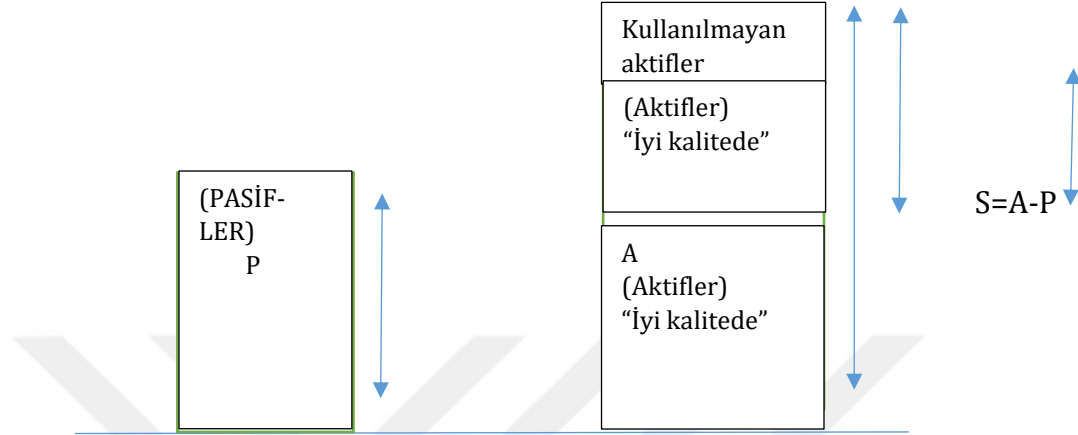 Kullanılmayan
aktifler
(Aktifler)
“İyi kalitede”
(PASİF-
LER)
P
S=A-P
A
(Aktifler)
“İyi kalitede”